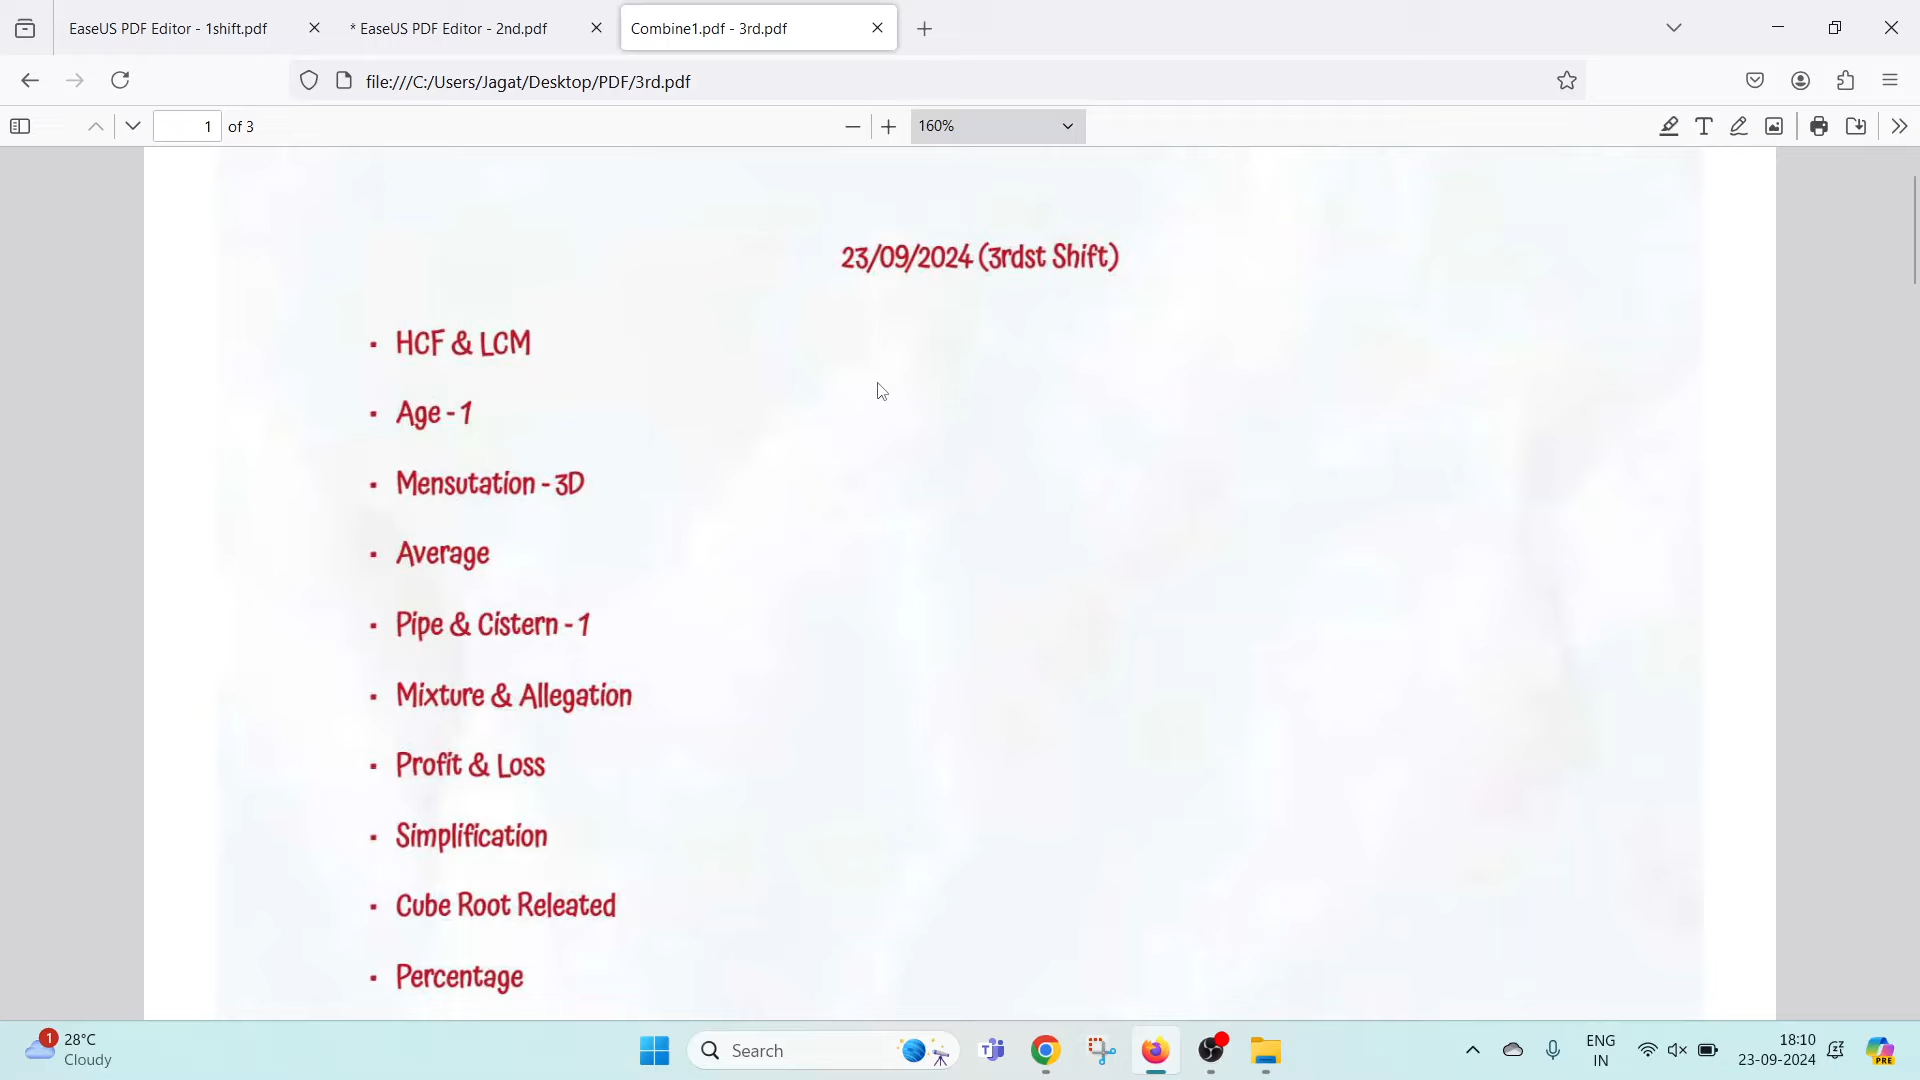 EaseUS PDF Editor - 1shift.pdf
* EaseUS PDF Editor - 2nd.pdf
Combine1.pdf - 3rd.pdf
file:///C:/Users/Jagat/Desktop/PDF/3rd.pdf
1 of 3
160%
23/09/2024 (3rdst Shift)
▪ HCF & LCM
▪ Age - 1
▪ Mensutation - 3D
▪ Average
▪ Pipe & Cistern - 1
▪ Mixture & Allegation
▪ Profit & Loss
▪ Simplification
▪ Cube Root Releated
▪ Percentage
1
28°C
Cloudy
Search
ENG
IN
18:10
23-09-2024
PRE